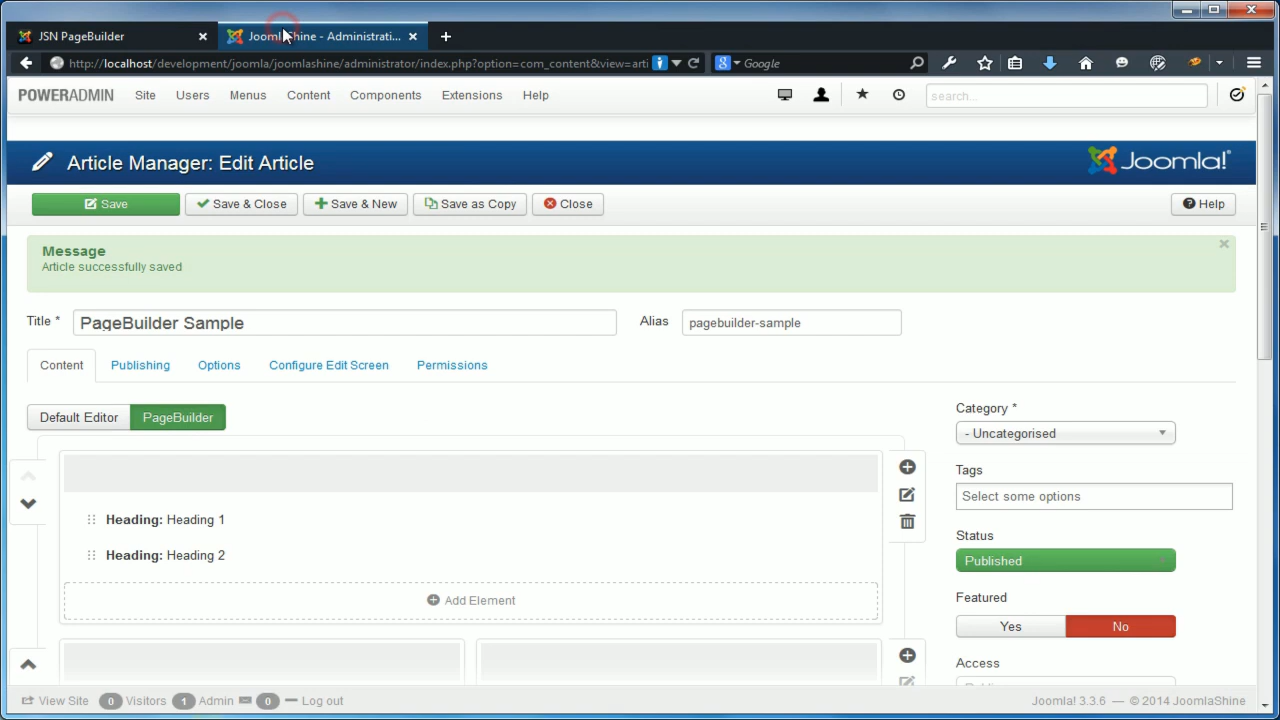 JSN PageBuilder
Joomlashine - Administrati...
http://localhost/development/joomla/joomlashine/administrator/index.php?option=com_content&view=arti
Google
POWERADMIN Site Users Menus Content Components Extensions Help search...
Article Manager: Edit Article
Joomla!®
Save Save & Close Save & New Save as Copy Close Help
Message
Article successfully saved
Title * PageBuilder Sample Alias pagebuilder-sample
Content Publishing Options Configure Edit Screen Permissions
Default Editor PageBuilder
Category *
- Uncategorised
Tags
Select some options
Heading: Heading 1
Heading: Heading 2
Status
Published
Add Element
Featured
Yes No
Access
View Site 0 Visitors 1 Admin 0 Log out Joomla! 3.3.6 — © 2014 JoomlaShine